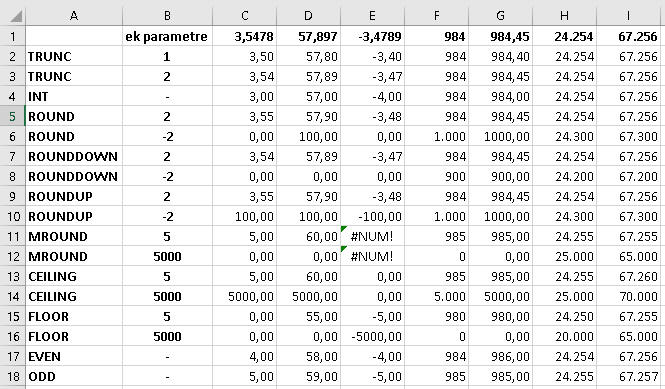 A B C D E F G H I
1 ek parametre 3,5478 57,897 -3,4789 984 984,45 24.254 67.256
2 TRUNC 1 3,50 57,80 -3,40 984 984,40 24.254 67.256
3 TRUNC 2 3,54 57,89 -3,47 984 984,45 24.254 67.256
4 INT - 3,00 57,00 -4,00 984 984,00 24.254 67.256
5 ROUND 2 3,55 57,90 -3,48 984 984,45 24.254 67.256
6 ROUND -2 0,00 100,00 0,00 1.000 1000,00 24.300 67.300
7 ROUNDDOWN 2 3,54 57,89 -3,47 984 984,45 24.254 67.256
8 ROUNDDOWN -2 0,00 0,00 0,00 900 900,00 24.200 67.200
9 ROUNDUP 2 3,55 57,90 -3,48 984 984,45 24.254 67.256
10 ROUNDUP -2 100,00 100,00 -100,00 1.000 1000,00 24.300 67.300
11 MROUND 5 5,00 60,00 #NUM! 985 985,00 24.255 67.255
12 MROUND 5000 0,00 0,00 #NUM! 0 0,00 25.000 65.000
13 CEILING 5 5,00 60,00 0,00 985 985,00 24.255 67.260
14 CEILING 5000 5000,00 5000,00 0,00 5.000 5000,00 25.000 70.000
15 FLOOR 5 0,00 55,00 -5,00 980 980,00 24.250 67.255
16 FLOOR 5000 0,00 0,00 -5000,00 0 0,00 20.000 65.000
17 EVEN - 4,00 58,00 -4,00 984 986,00 24.254 67.256
18 ODD - 5,00 59,00 -5,00 985 985,00 24.255 67.257